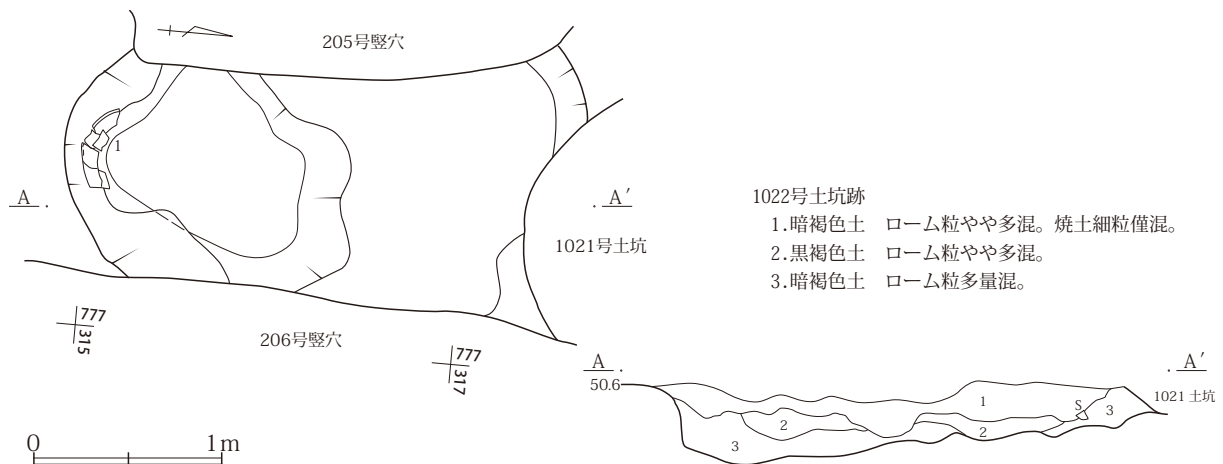 205号竪穴
1
A
A′
1021号土坑
777
315
206号竪穴
777
317
0 1m
1022号土坑跡
1.暗褐色土 ローム粒やや多混。焼土細粒僅混。
2.黒褐色土 ローム粒やや多混。
3.暗褐色土 ローム粒多量混。
A
A′
50.6
1021 土坑
1
S
3
2
2
3